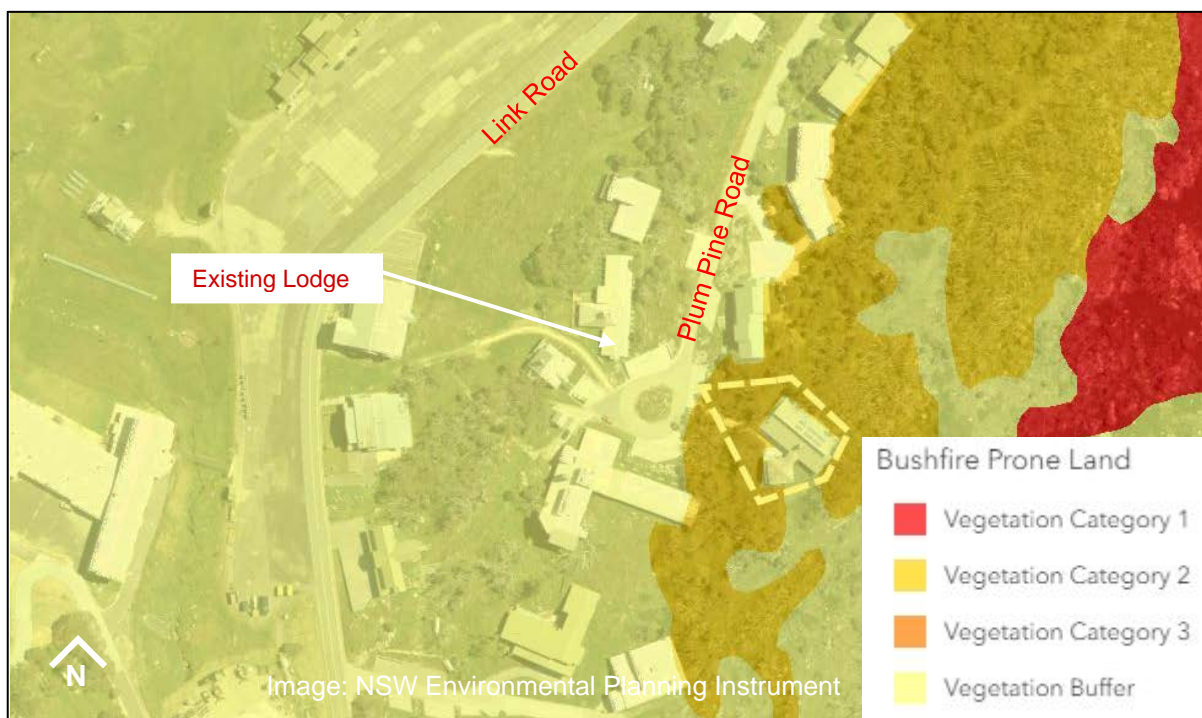 Link Road
Plum Pine Road
Existing Lodge
Bushfire Prone Land
Vegetation Category 1
Vegetation Category 2
Vegetation Category 3
Vegetation Buffer
N
Image: NSW Environmental Planning Instrument